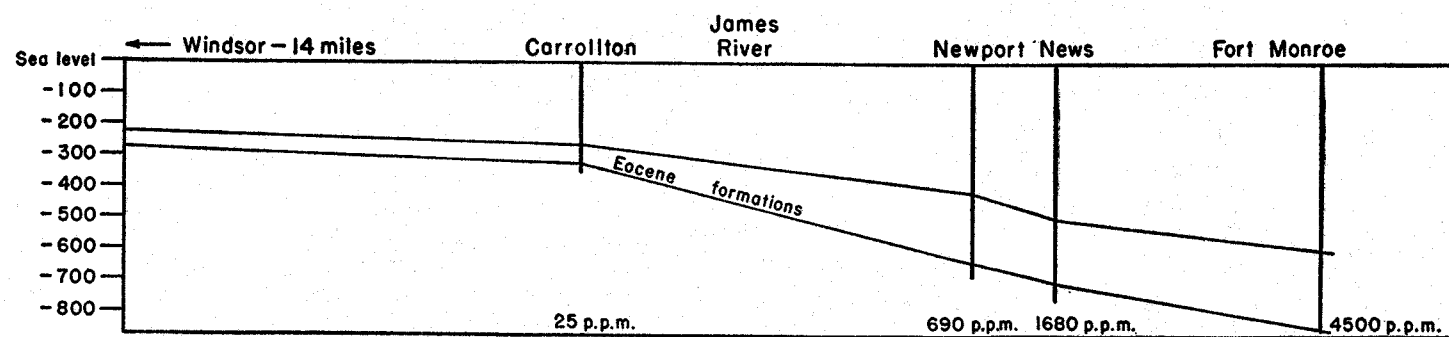 James
River
Windsor - 14 miles
Carrollton
Newport News
Fort Monroe
Sea level
-100
-200
-300
-400
-500
-600
-700
-800
Eocene formations
25 p.p.m.
690 p.p.m.
1680 p.p.m.
4500 p.p.m.